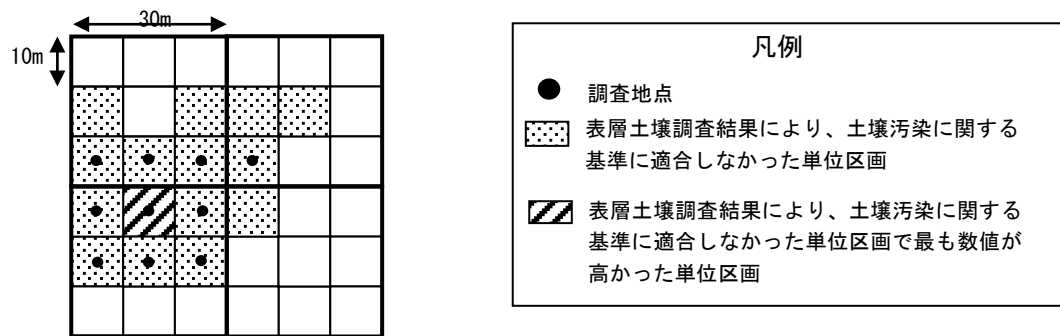 30m
10m
凡例
調査地点
表層土壌調査結果により、土壌汚染に関する
基準に適合しなかった単位区画
表層土壌調査結果により、土壌汚染に関する
基準に適合しなかった単位区画で最も数値が
高かった単位区画